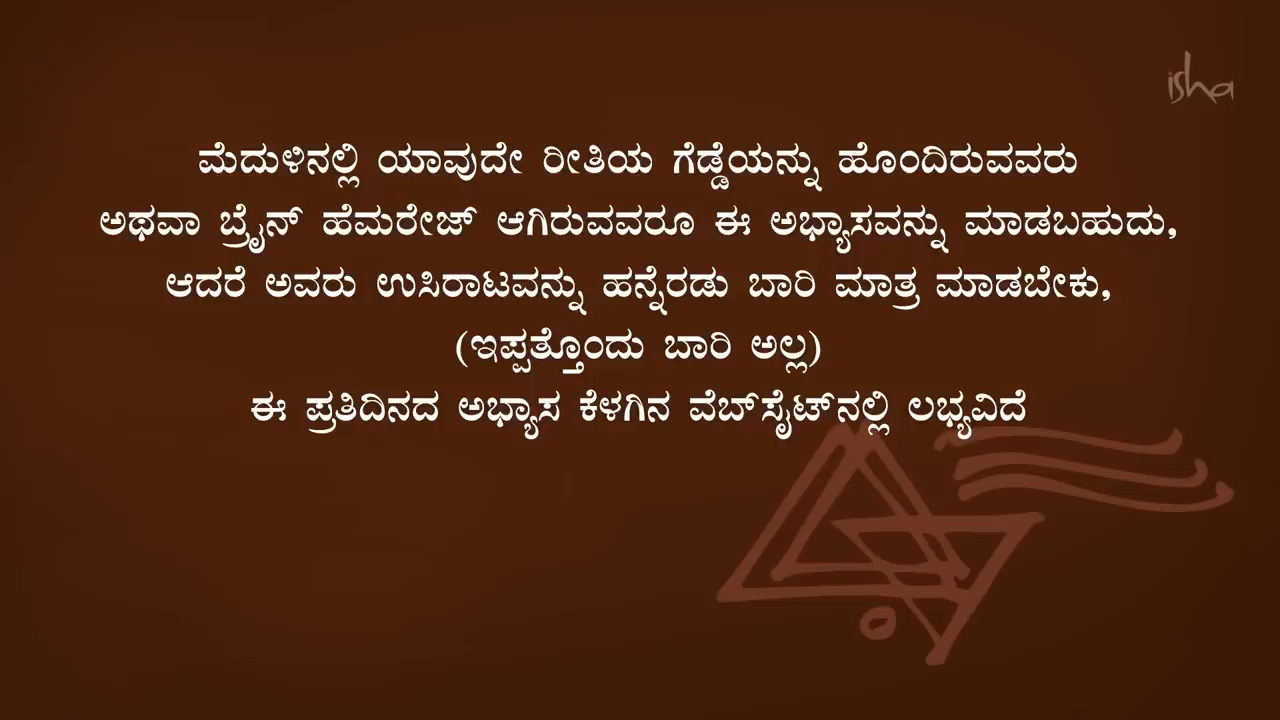 isha
ಮೆದುಳಿನಲ್ಲಿ ಯಾವುದೇ ರೀತಿಯ ಗೆಡ್ಡೆಯನ್ನು ಹೊಂದಿರುವವರು
ಅಥವಾ ಬ್ರೈನ್ ಹೆಮರೇಜ್ ಆಗಿರುವವರೂ ಈ ಅಭ್ಯಾಸವನ್ನು ಮಾಡಬಹುದು,
ಆದರೆ ಅವರು ಉಸಿರಾಟವನ್ನು ಹನ್ನೆರಡು ಬಾರಿ ಮಾತ್ರ ಮಾಡಬೇಕು,
(ಇಪ್ಪತ್ತೊಂದು ಬಾರಿ ಅಲ್ಲ)
ಈ ಪ್ರತಿದಿನದ ಅಭ್ಯಾಸ ಕೆಳಗಿನ ವೆಬ್‌ಸೈಟ್‌ನಲ್ಲಿ ಲಭ್ಯವಿದೆ